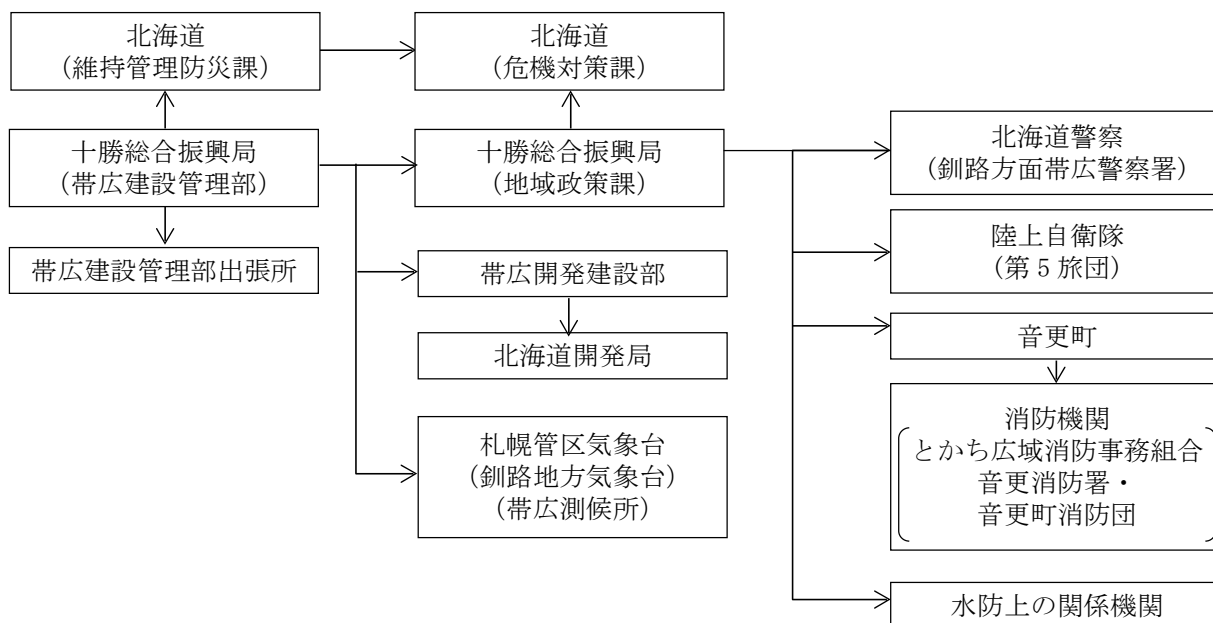 北海道
（維持管理防災課）
北海道
（危機対策課）
十勝総合振興局
（帯広建設管理部）
十勝総合振興局
（地域政策課）
北海道警察
（釧路方面帯広警察署）
帯広建設管理部出張所
帯広開発建設部
陸上自衛隊
（第５旅団）
北海道開発局
音更町
札幌管区気象台
（釧路地方気象台）
（帯広測候所）
消防機関
とかち広域消防事務組合
音更消防署・
音更町消防団
水防上の関係機関